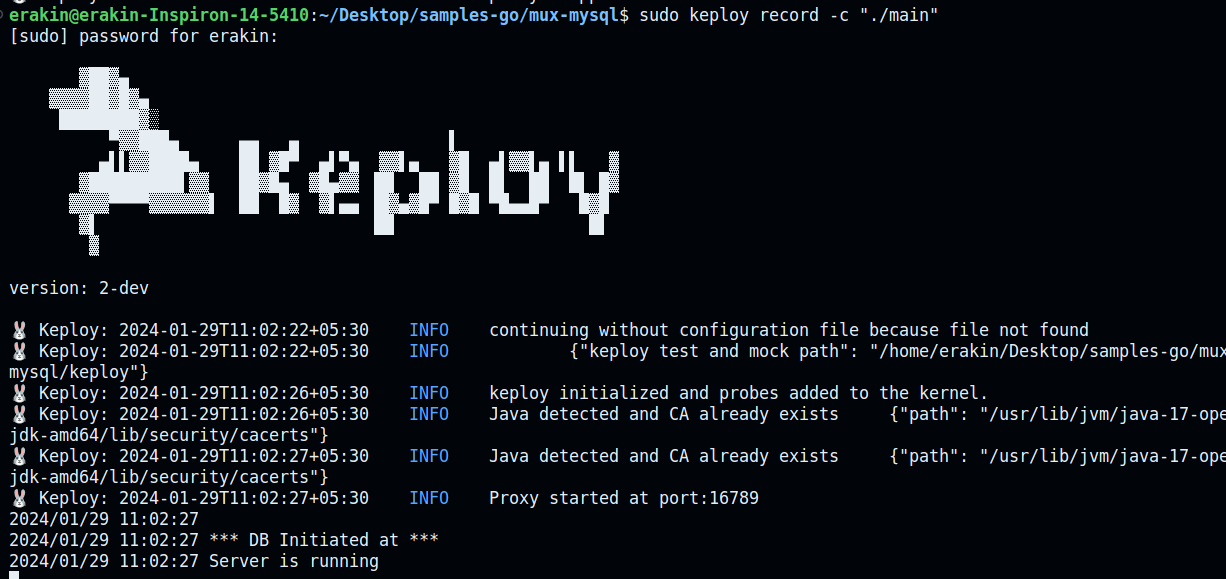 erakin@erakin-Inspiron-14-5410:~/Desktop/samples-go/mux-mysql$ sudo keploy record -c "./main"
[sudo] password for erakin:
Keploy
version: 2-dev
🐰 Keploy: 2024-01-29T11:02:22+05:30 INFO continuing without configuration file because file not found
🐰 Keploy: 2024-01-29T11:02:22+05:30 INFO {"keploy test and mock path": "/home/erakin/Desktop/samples-go/mux
mysql/keploy"}
🐰 Keploy: 2024-01-29T11:02:26+05:30 INFO keploy initialized and probes added to the kernel.
🐰 Keploy: 2024-01-29T11:02:26+05:30 INFO Java detected and CA already exists {"path": "/usr/lib/jvm/java-17-ope
jdk-amd64/lib/security/cacerts"}
🐰 Keploy: 2024-01-29T11:02:27+05:30 INFO Java detected and CA already exists {"path": "/usr/lib/jvm/java-17-ope
jdk-amd64/lib/security/cacerts"}
🐰 Keploy: 2024-01-29T11:02:27+05:30 INFO Proxy started at port:16789
2024/01/29 11:02:27
2024/01/29 11:02:27 *** DB Initiated at ***
2024/01/29 11:02:27 Server is running